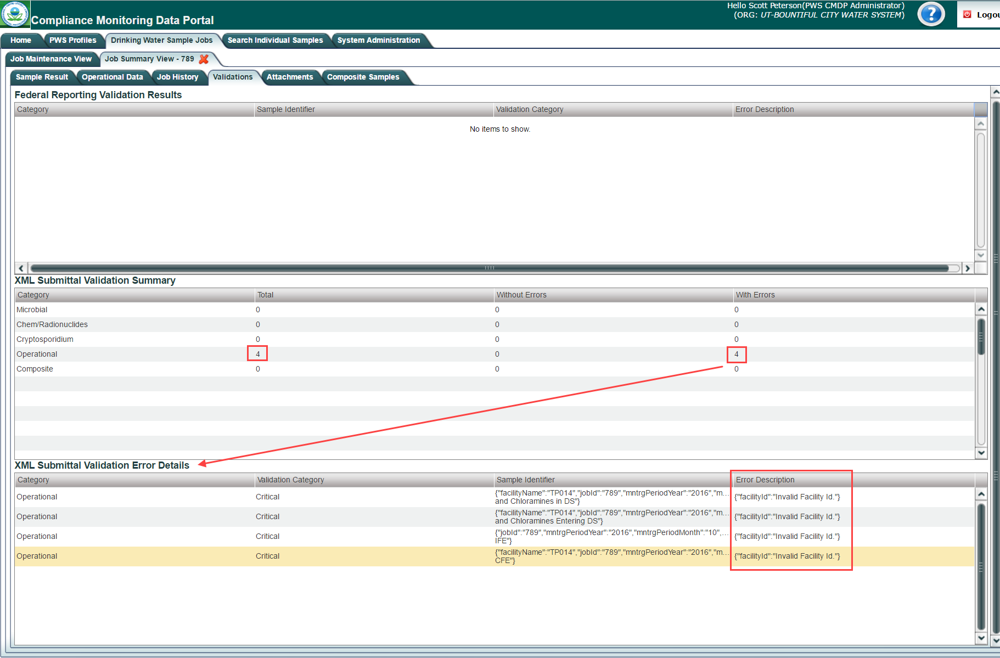 Hello Scott Peterson(PWS CMDP Administrator)
(ORG: UT-BOUNTIFUL CITY WATER SYSTEM)
Compliance Monitoring Data Portal
?
Logou
Home PWS Profiles Drinking Water Sample Jobs Search Individual Samples System Administration
Job Maintenance View Job Summary View - 789
Sample Result Operational Data Job History Validations Attachments Composite Samples
Federal Reporting Validation Results
Category Sample Identifier Validation Category Error Description
No items to show.
XML Submittal Validation Summary
Category Total Without Errors With Errors
Microbial 0 0 0
Chem/Radionuclides 0 0 0
Cryptosporidium 0 0 0
Operational 4 0 4
Composite 0 0 0
XML Submittal Validation Error Details
Category Validation Category Sample Identifier Error Description
Operational Critical {"facilityName":"TP014","jobId":"789","mntrgPeriodYear":"2016","m... {"facilityId":"Invalid Facility Id."}
and Chloramines in DS"}
Operational Critical {"facilityName":"TP014","jobId":"789","mntrgPeriodYear":"2016","m... {"facilityId":"Invalid Facility Id."}
and Chloramines Entering DS"}
Operational Critical {"jobId":"789","mntrgPeriodYear":"2016","mntrgPeriodMonth":"10",... {"facilityId":"Invalid Facility Id."}
IFE"}
Operational Critical {"facilityName":"TP014","jobId":"789","mntrgPeriodYear":"2016","m... {"facilityId":"Invalid Facility Id."}
CFE"}